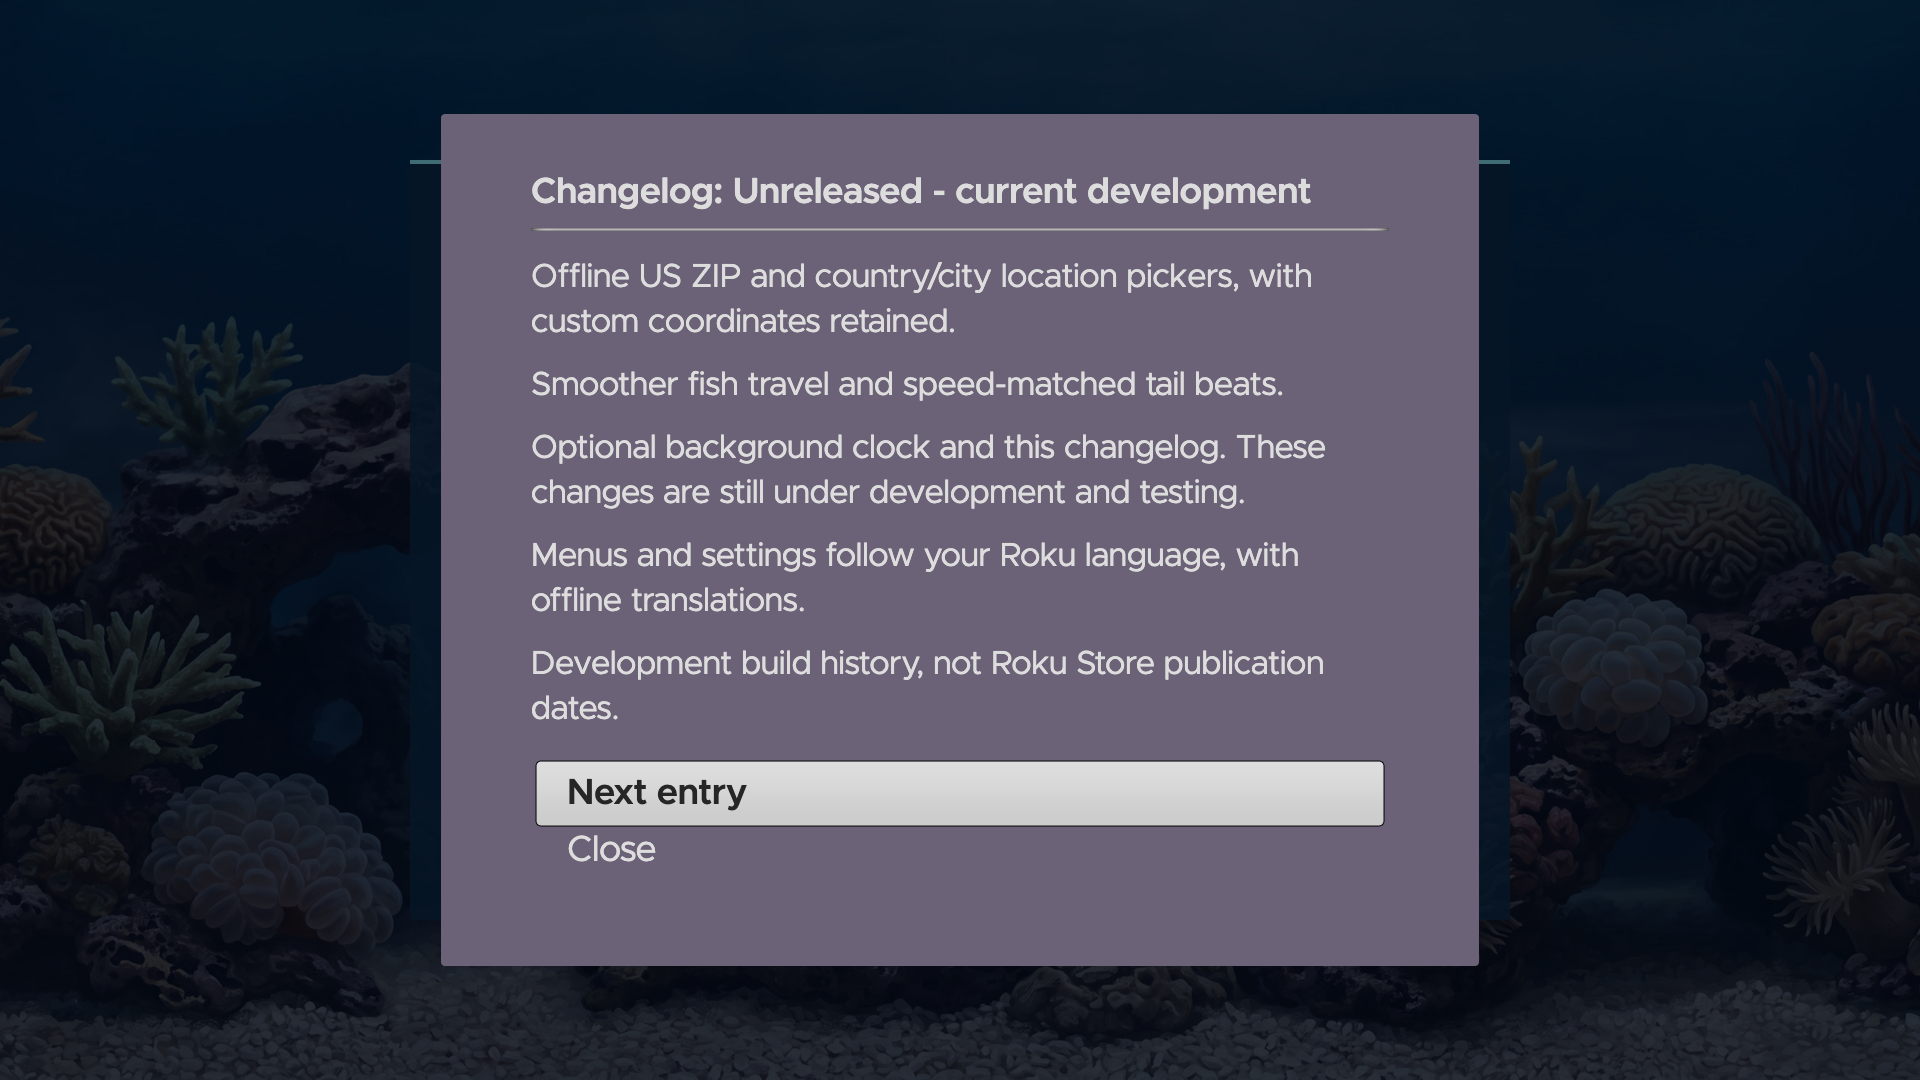 Changelog: Unreleased - current development
Offline US ZIP and country/city location pickers, with
custom coordinates retained.
Smoother fish travel and speed-matched tail beats.
Optional background clock and this changelog. These
changes are still under development and testing.
Menus and settings follow your Roku language, with
offline translations.
Development build history, not Roku Store publication
dates.
Next entry
Close